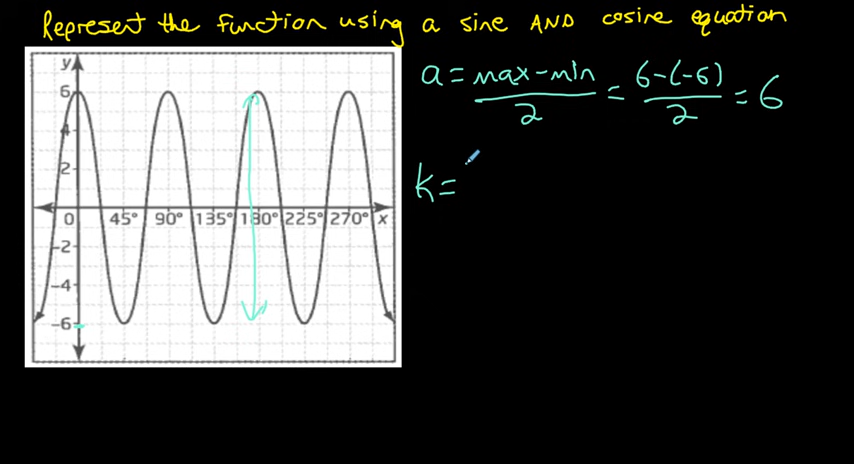 Represent the function using a sine AND cosine equation
a = max - min / 2 = 6 - (-6) / 2 = 6
k =
y
6
4
2
0 45° 90° 135° 180° 225° 270° x
-2
-4
-6